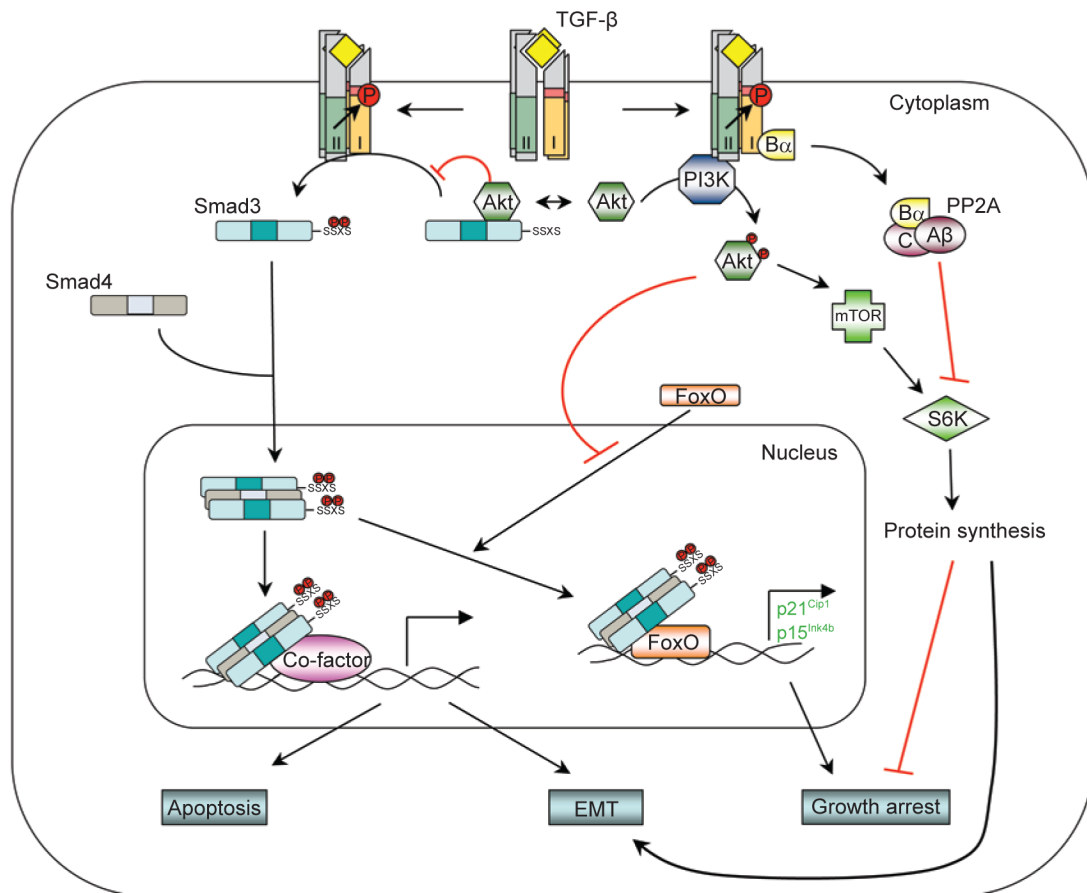 TGF-β
Cytoplasm
II
I
P
II
I
II
I
P
Bα
PI3K
Akt
Akt
Smad3
P P
SSXS
SSXS
Bα
PP2A
C
Aβ
P
Akt
P
Smad4
mTOR
FoxO
S6K
Nucleus
P P
SSXS
P P
SSXS
Protein synthesis
P P
SSXS
P P
SSXS
Co-factor
P P
SSXS
P P
SSXS
FoxO
p21Cip1
p15Ink4b
Apoptosis
EMT
Growth arrest